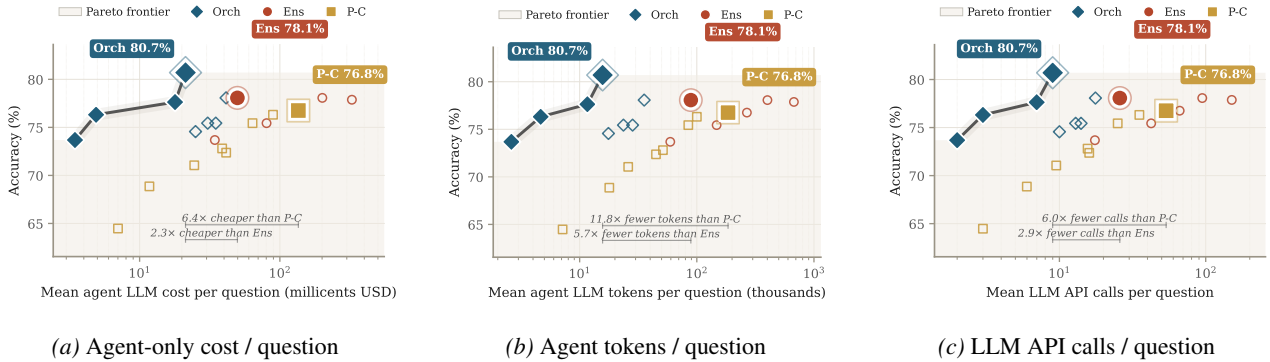 Pareto frontier Orch Ens P-C
Ens 78.1%
Orch 80.7%
P-C 76.8%
80
75
70
65
Accuracy (%)
6.4× cheaper than P-C
2.3× cheaper than Ens
10¹ 10²
Mean agent LLM cost per question (millicents USD)
(a) Agent-only cost / question
Pareto frontier Orch Ens P-C
Ens 78.1%
Orch 80.7%
P-C 76.8%
80
75
70
65
Accuracy (%)
11.8× fewer tokens than P-C
5.7× fewer tokens than Ens
10¹ 10² 10³
Mean agent LLM tokens per question (thousands)
(b) Agent tokens / question
Pareto frontier Orch Ens P-C
Ens 78.1%
Orch 80.7%
P-C 76.8%
80
75
70
65
Accuracy (%)
6.0× fewer calls than P-C
2.9× fewer calls than Ens
10¹ 10²
Mean LLM API calls per question
(c) LLM API calls / question